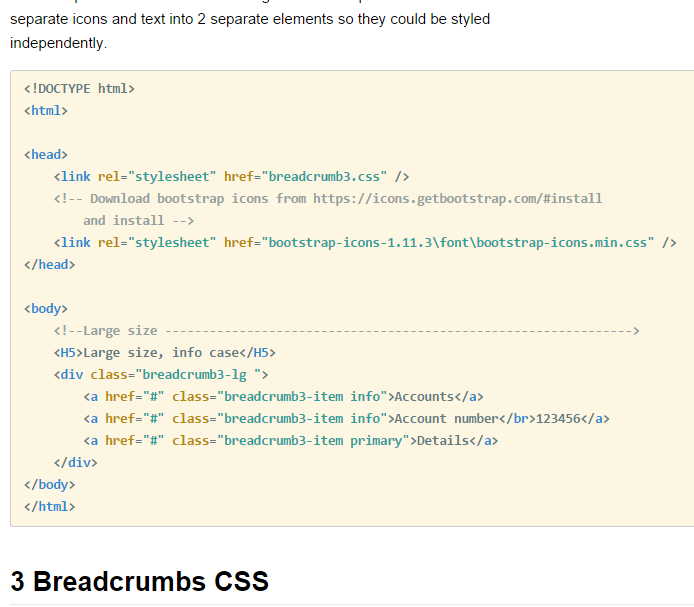 separate icons and text into 2 separate elements so they could be styled
independently.
<!DOCTYPE html>
<html>
<head>
<link rel="stylesheet" href="breadcrumb3.css" />
<!-- Download bootstrap icons from https://icons.getbootstrap.com/#install
and install -->
<link rel="stylesheet" href="bootstrap-icons-1.11.3\font\bootstrap-icons.min.css" />
</head>
<body>
<!--Large size --------------------------------------------------------------->
<H5>Large size, info case</H5>
<div class="breadcrumb3-lg ">
<a href="#" class="breadcrumb3-item info">Accounts</a>
<a href="#" class="breadcrumb3-item info">Account number</br>123456</a>
<a href="#" class="breadcrumb3-item primary">Details</a>
</div>
</body>
</html>
3 Breadcrumbs CSS